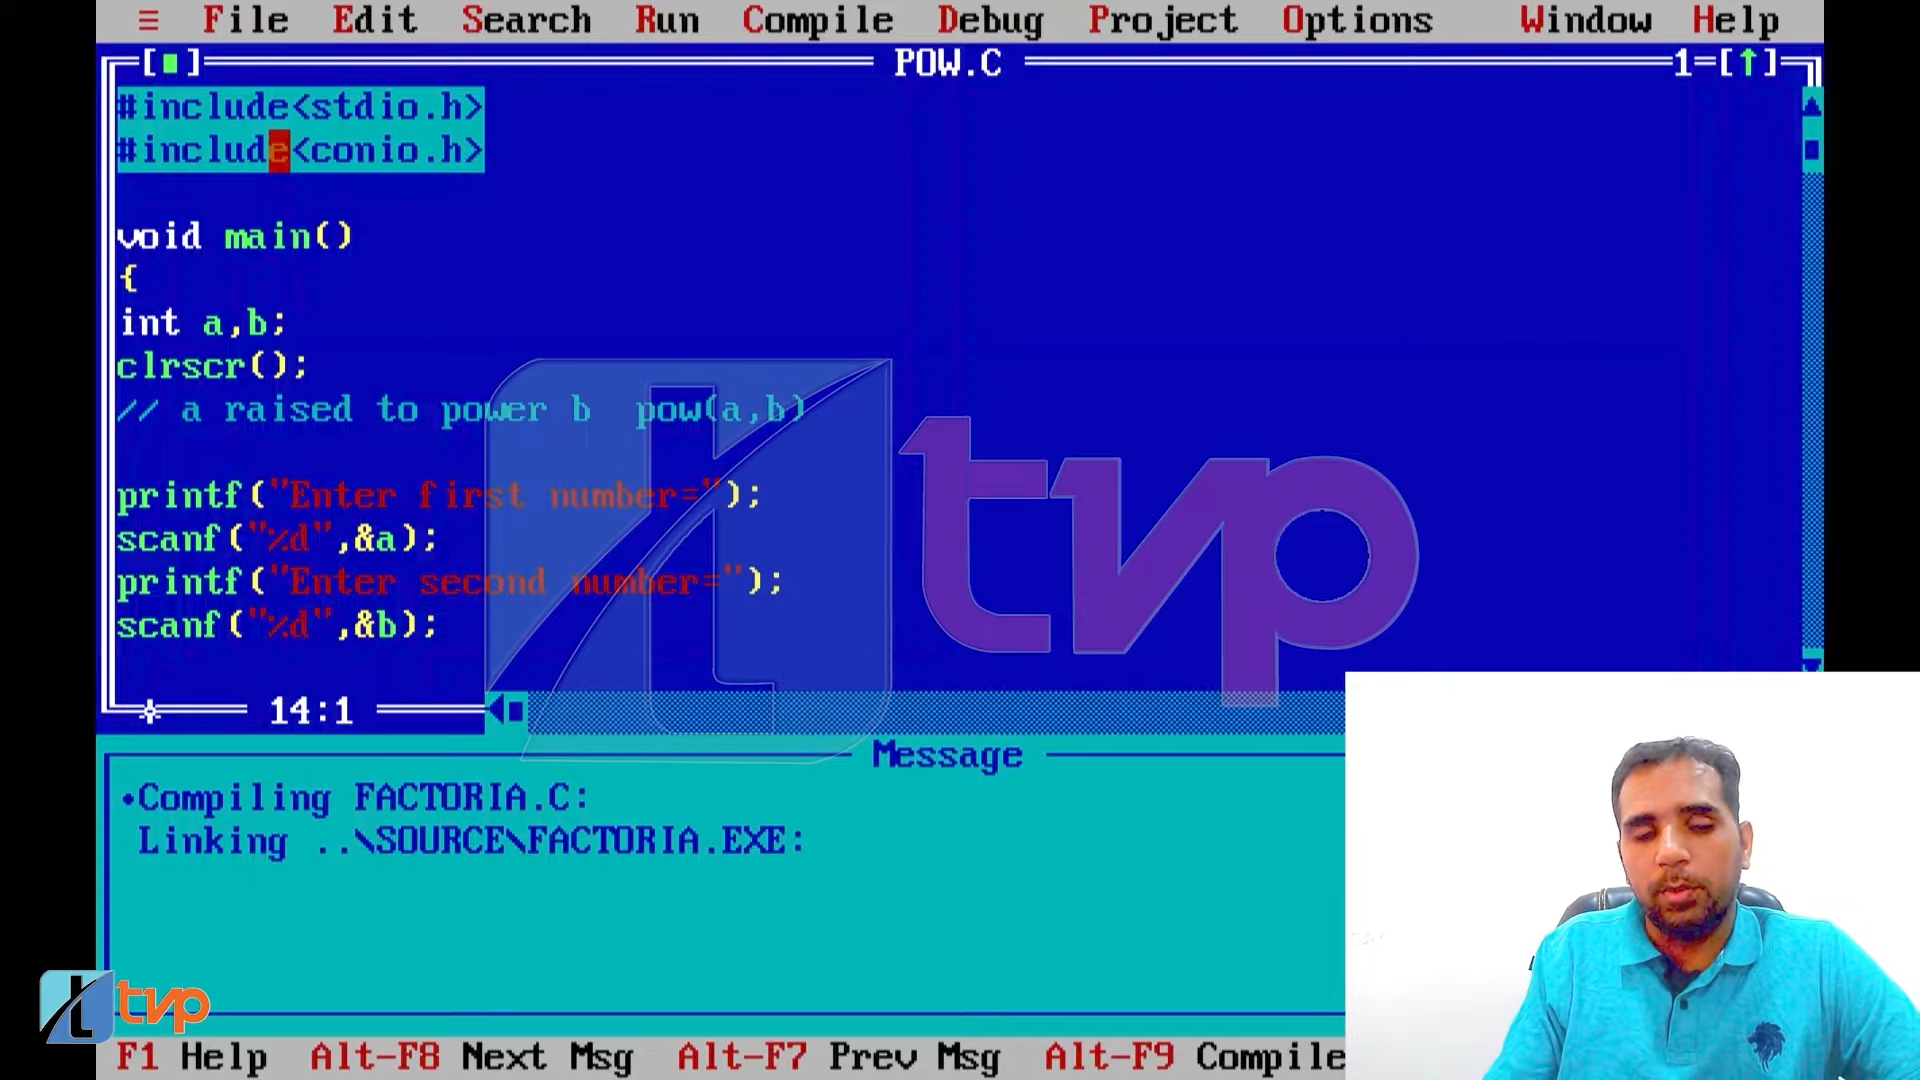 ≡ File Edit Search Run Compile Debug Project Options Window Help
[■] POW.C 1=[↑]
#include<stdio.h>
#include<conio.h>
void main()
{
int a,b;
clrscr();
// a raised to power b  pow(a,b)
printf("Enter first number=");
scanf("%d",&a);
printf("Enter second number=");
scanf("%d",&b);
tvp
14:1
Message
•Compiling FACTORIA.C:
Linking ..\SOURCE\FACTORIA.EXE:
tvp
F1 Help Alt-F8 Next Msg Alt-F7 Prev Msg Alt-F9 Compile